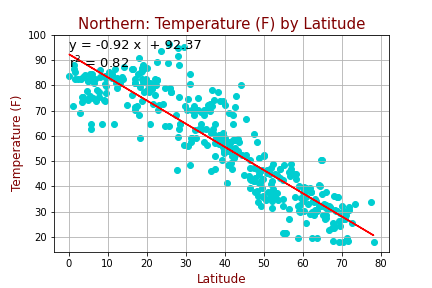 Northern: Temperature (F) by Latitude
y = -0.92 x + 92.37
r² = 0.82
Temperature (F)
100
90
80
70
60
50
40
30
20
0 10 20 30 40 50 60 70 80
Latitude